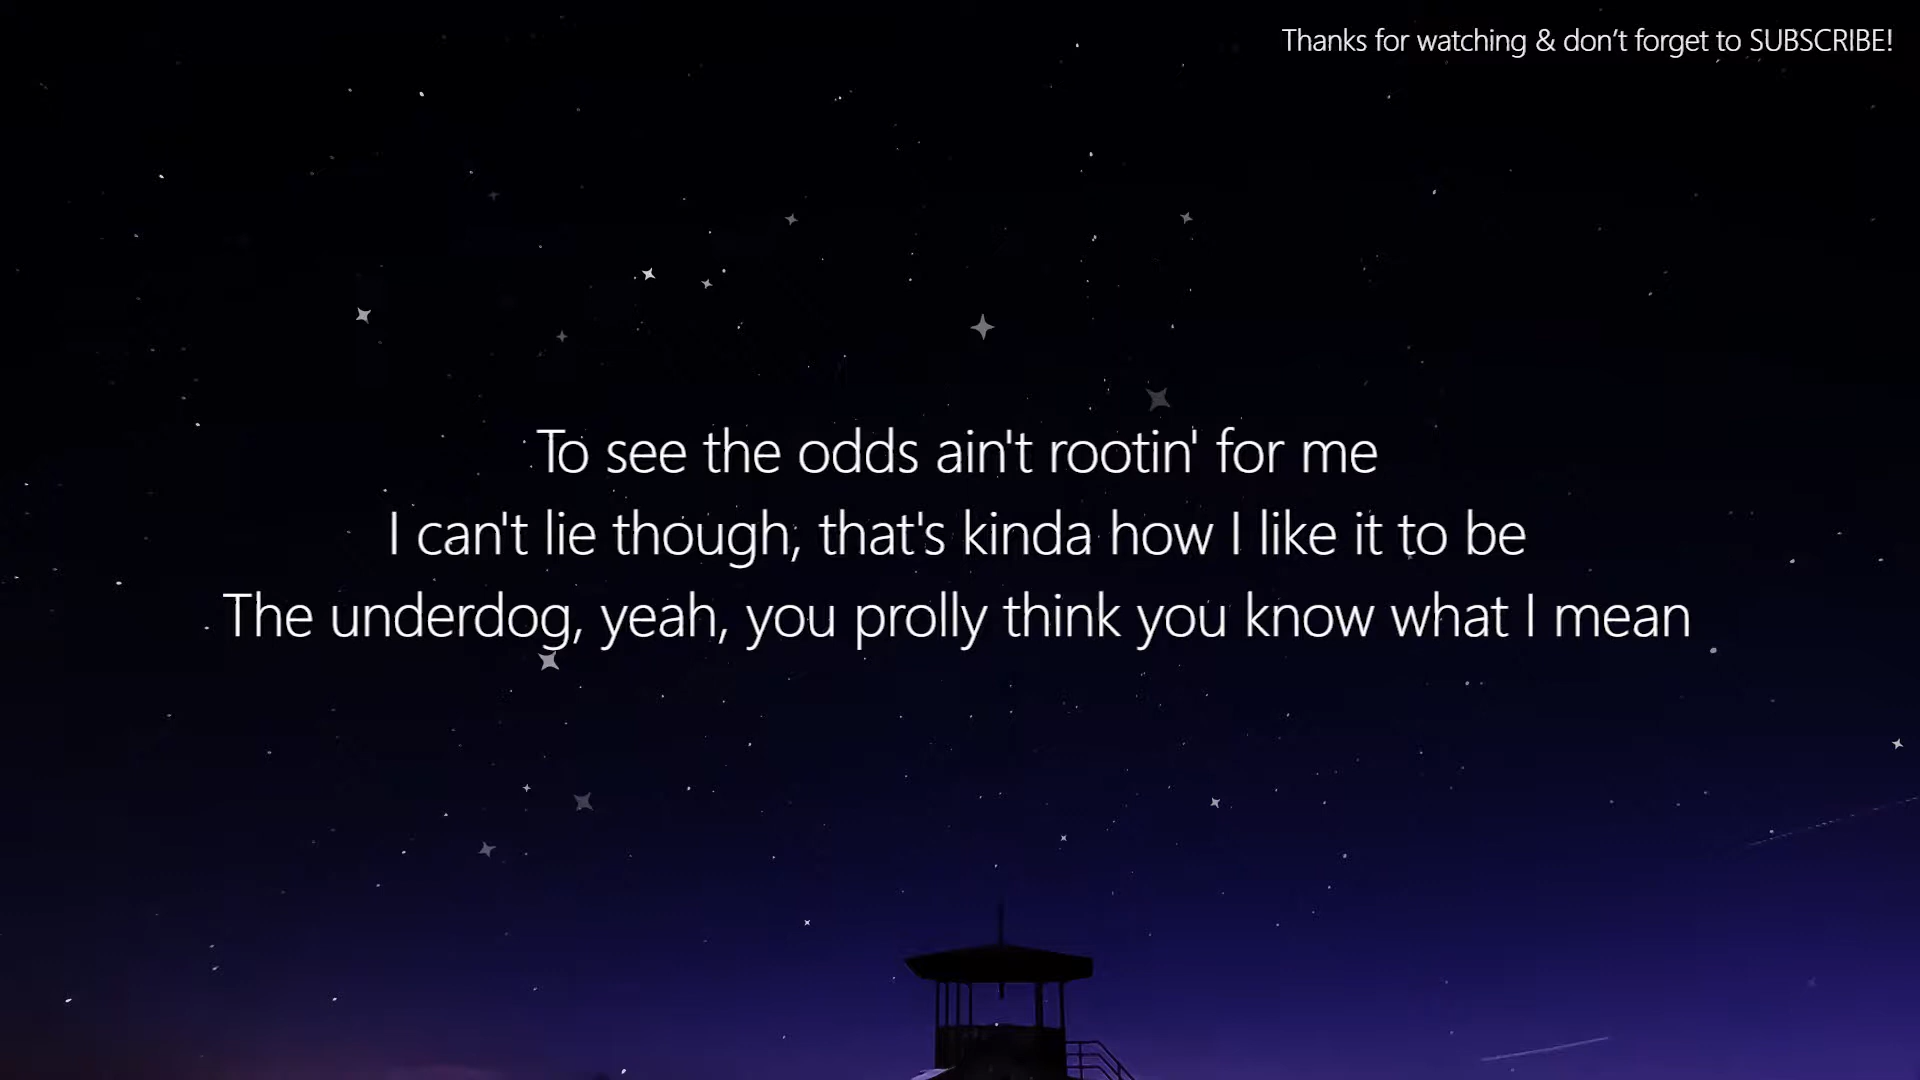 Thanks for watching & don’t forget to SUBSCRIBE!
To see the odds ain't rootin' for me
I can't lie though, that's kinda how I like it to be
The underdog, yeah, you prolly think you know what I mean